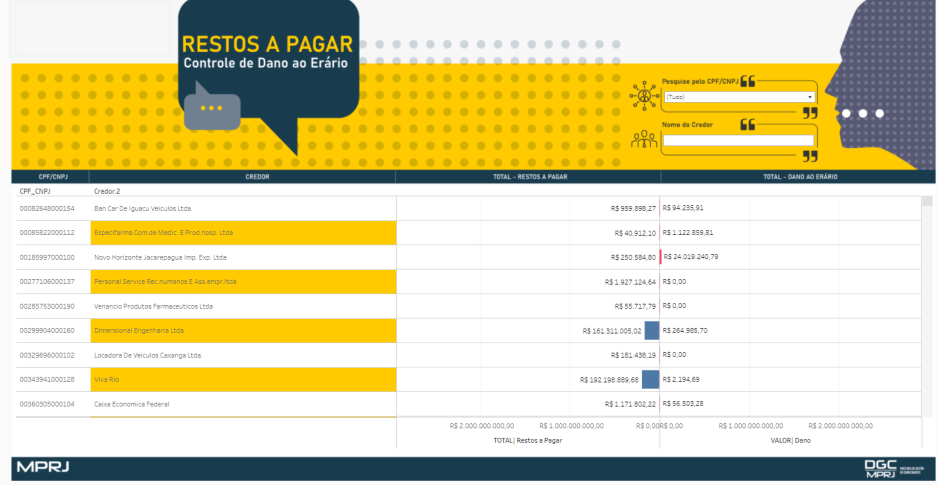 RESTOS A PAGAR
Controle de Dano ao Erário
Pesquise pelo CPF/CNPJ
(Tudo)
Nome do Credor
CPF/CNPJ CREDOR TOTAL - RESTOS A PAGAR TOTAL - DANO AO ERÁRIO
CPF_CNPJ Credor.2
00082648000154 Ban Car De Iguacu Veiculos Ltda. R$ 959.898,27 R$ 94.235,91
00085822000112 Especifarma Com.de Medic. E Prod.hosp. Ltda R$ 40.912,10 R$ 1.122.859,81
00185997000100 Novo Horizonte Jacarepagua Imp. Exp. Ltda R$ 250.584,80 R$ 24.019.240,79
00277106000137 Personal Service Rec.humanos E Ass.empr.ltda R$ 1.927.124,64 R$ 0,00
00285753000190 Venancio Produtos Farmaceuticos Ltda R$ 55.717,79 R$ 0,00
00299904000160 Dimensional Engenharia Ltda R$ 161.311.005,02 R$ 264.985,70
00329696000102 Locadora De Veiculos Caxanga Ltda. R$ 181.438,19 R$ 0,00
00343941000128 Viva Rio R$ 192.198.889,68 R$ 2.194,69
00360305000104 Caixa Economica Federal R$ 1.171.802,22 R$ 56.503,28
R$ 2.000.000.000,00 R$ 1.000.000.000,00 R$ 0,00 R$ 0,00 R$ 1.000.000.000,00 R$ 2.000.000.000,00
TOTAL| Restos a Pagar VALOR| Dano
MPRJ
DGC
MPRJ